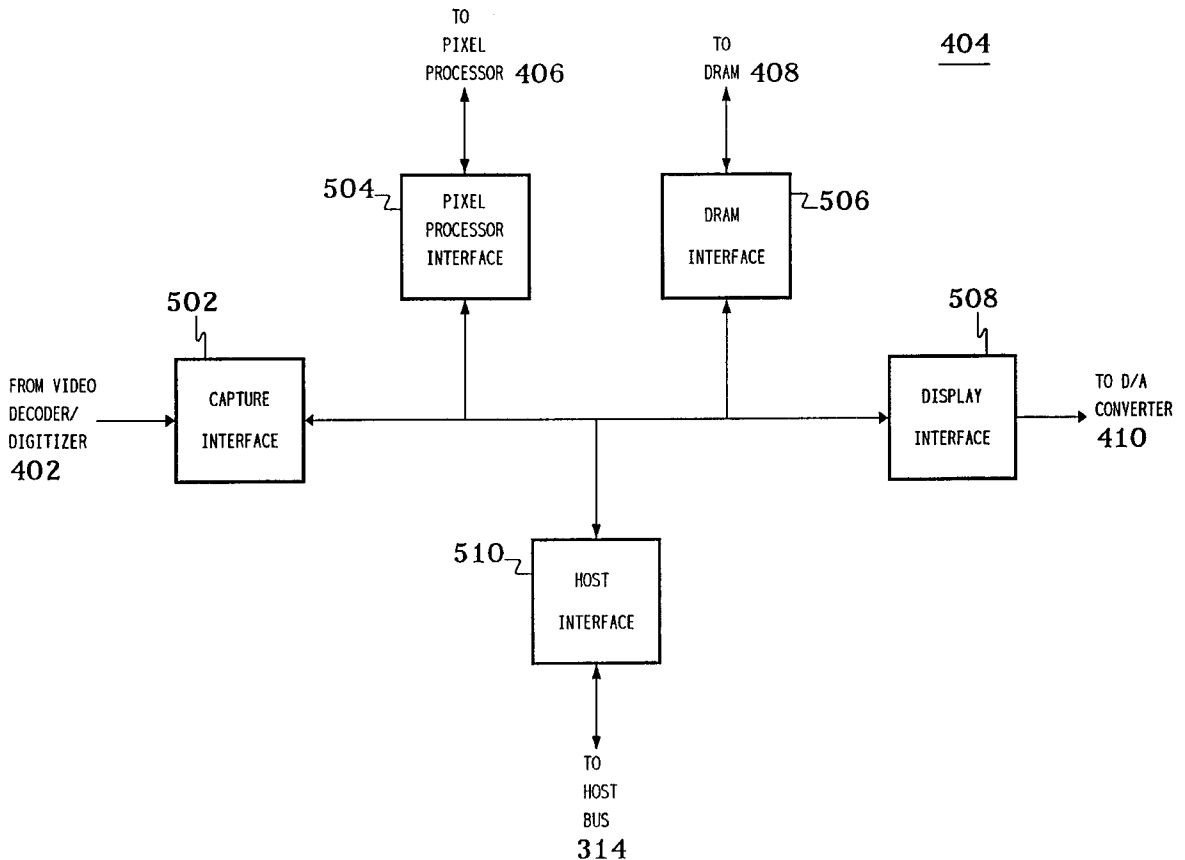 TO
PIXEL
PROCESSOR 406
TO
DRAM 408
404
504
PIXEL
PROCESSOR
INTERFACE
DRAM
INTERFACE
506
502
508
FROM VIDEO
DECODER/
DIGITIZER
402
CAPTURE
INTERFACE
DISPLAY
INTERFACE
TO D/A
CONVERTER
410
510
HOST
INTERFACE
TO
HOST
BUS
314